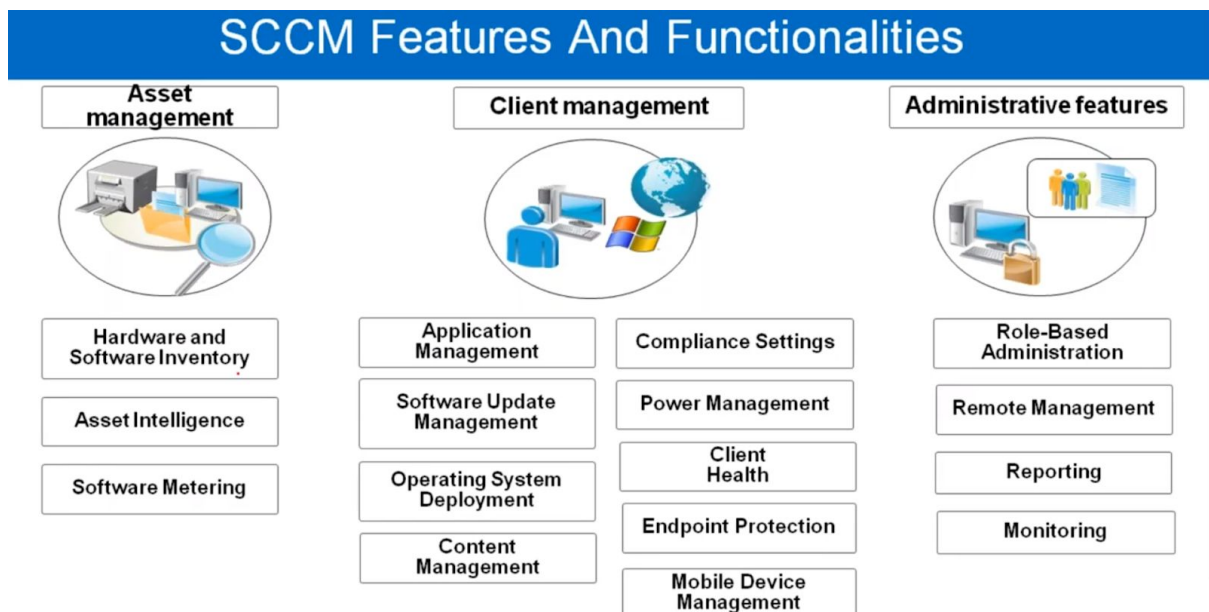 SCCM Features And Functionalities
Asset
management
Hardware and
Software Inventory
Asset Intelligence
Software Metering
Client management
Application
Management
Software Update
Management
Operating System
Deployment
Content
Management
Compliance Settings
Power Management
Client
Health
Endpoint Protection
Mobile Device
Management
Administrative features
Role-Based
Administration
Remote Management
Reporting
Monitoring